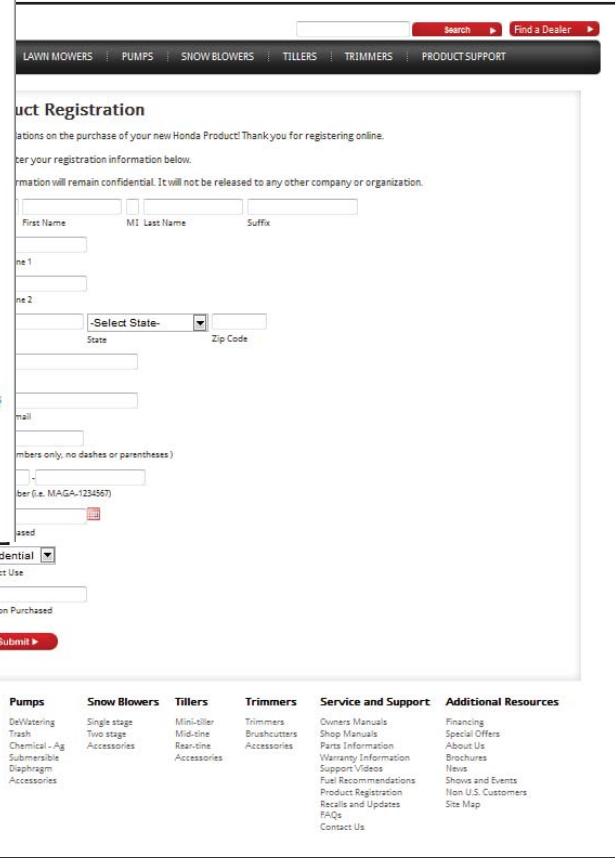 Search Find a Dealer
LAWN MOWERS PUMPS SNOW BLOWERS TILLERS TRIMMERS PRODUCT SUPPORT
uct Registration
lations on the purchase of your new Honda Product! Thank you for registering online.
ter your registration information below.
rmation will remain confidential. It will not be released to any other company or organization.
First Name MI Last Name Suffix
ne 1
ne 2
-Select State-
State Zip Code
mail
mbers only, no dashes or parentheses )
-
ber (i.e. MAGA-1234567)
ased
dential
ct Use
on Purchased
Submit
Pumps Snow Blowers Tillers Trimmers Service and Support Additional Resources
DeWatering Single stage Mini-tiller Trimmers Owners Manuals Financing
Trash Two stage Mid-tine Brushcutters Shop Manuals Special Offers
Chemical - Ag Accessories Rear-tine Accessories Parts Information About Us
Submersible Accessories Warranty Information Brochures
Diaphragm Support Videos News
Accessories Fuel Recommendations Shows and Events
Product Registration Non U.S. Customers
Recalls and Updates Site Map
FAQs
Contact Us